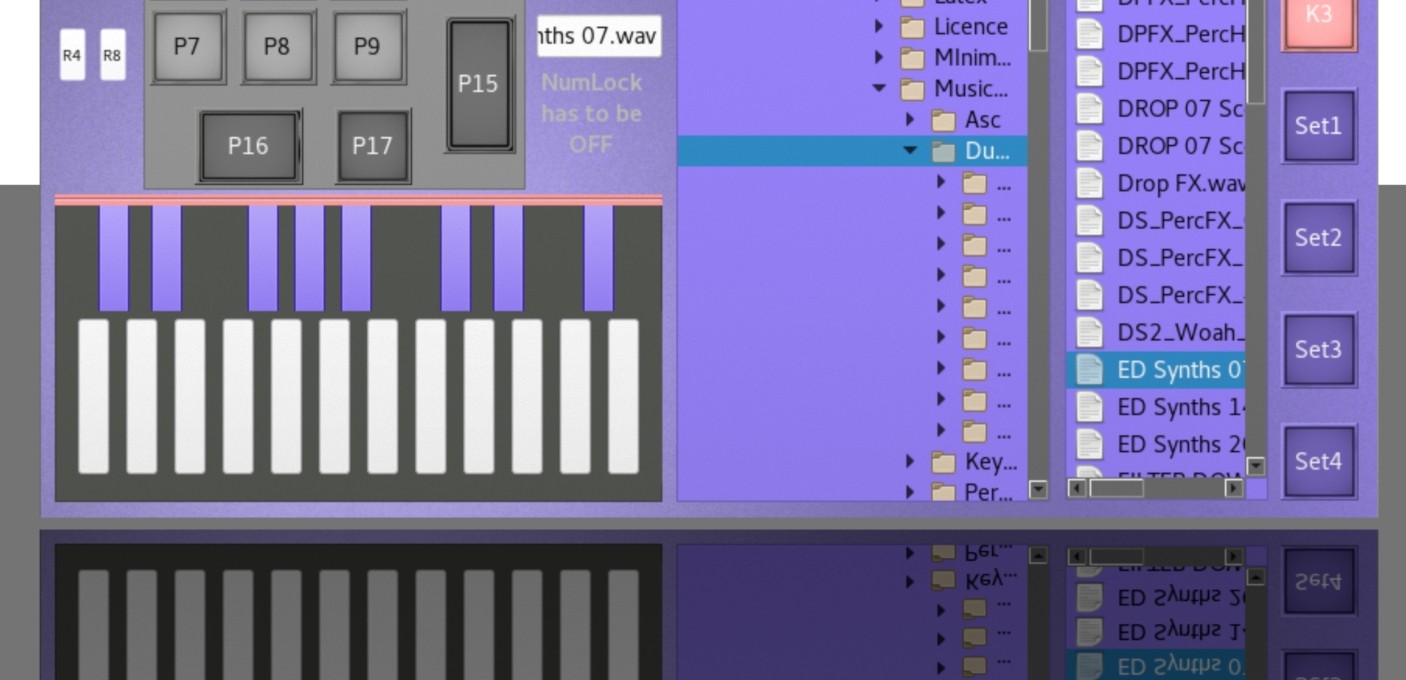 R4
R8
P7
P8
P9
P15
P16
P17
nths 07.wav
NumLock
has to be
OFF
Licence
MInim...
Music...
Asc
Du...
...
...
...
...
...
...
...
...
...
Key...
Per...
DPFX_PercH
DPFX_PercH
DROP 07 Sc
DROP 07 Sc
Drop FX.wav
DS_PercFX_
DS_PercFX_
DS_PercFX_
DS2_Woah_
ED Synths 07
ED Synths 14
ED Synths 20
FILTER DOW
K3
Set1
Set2
Set3
Set4